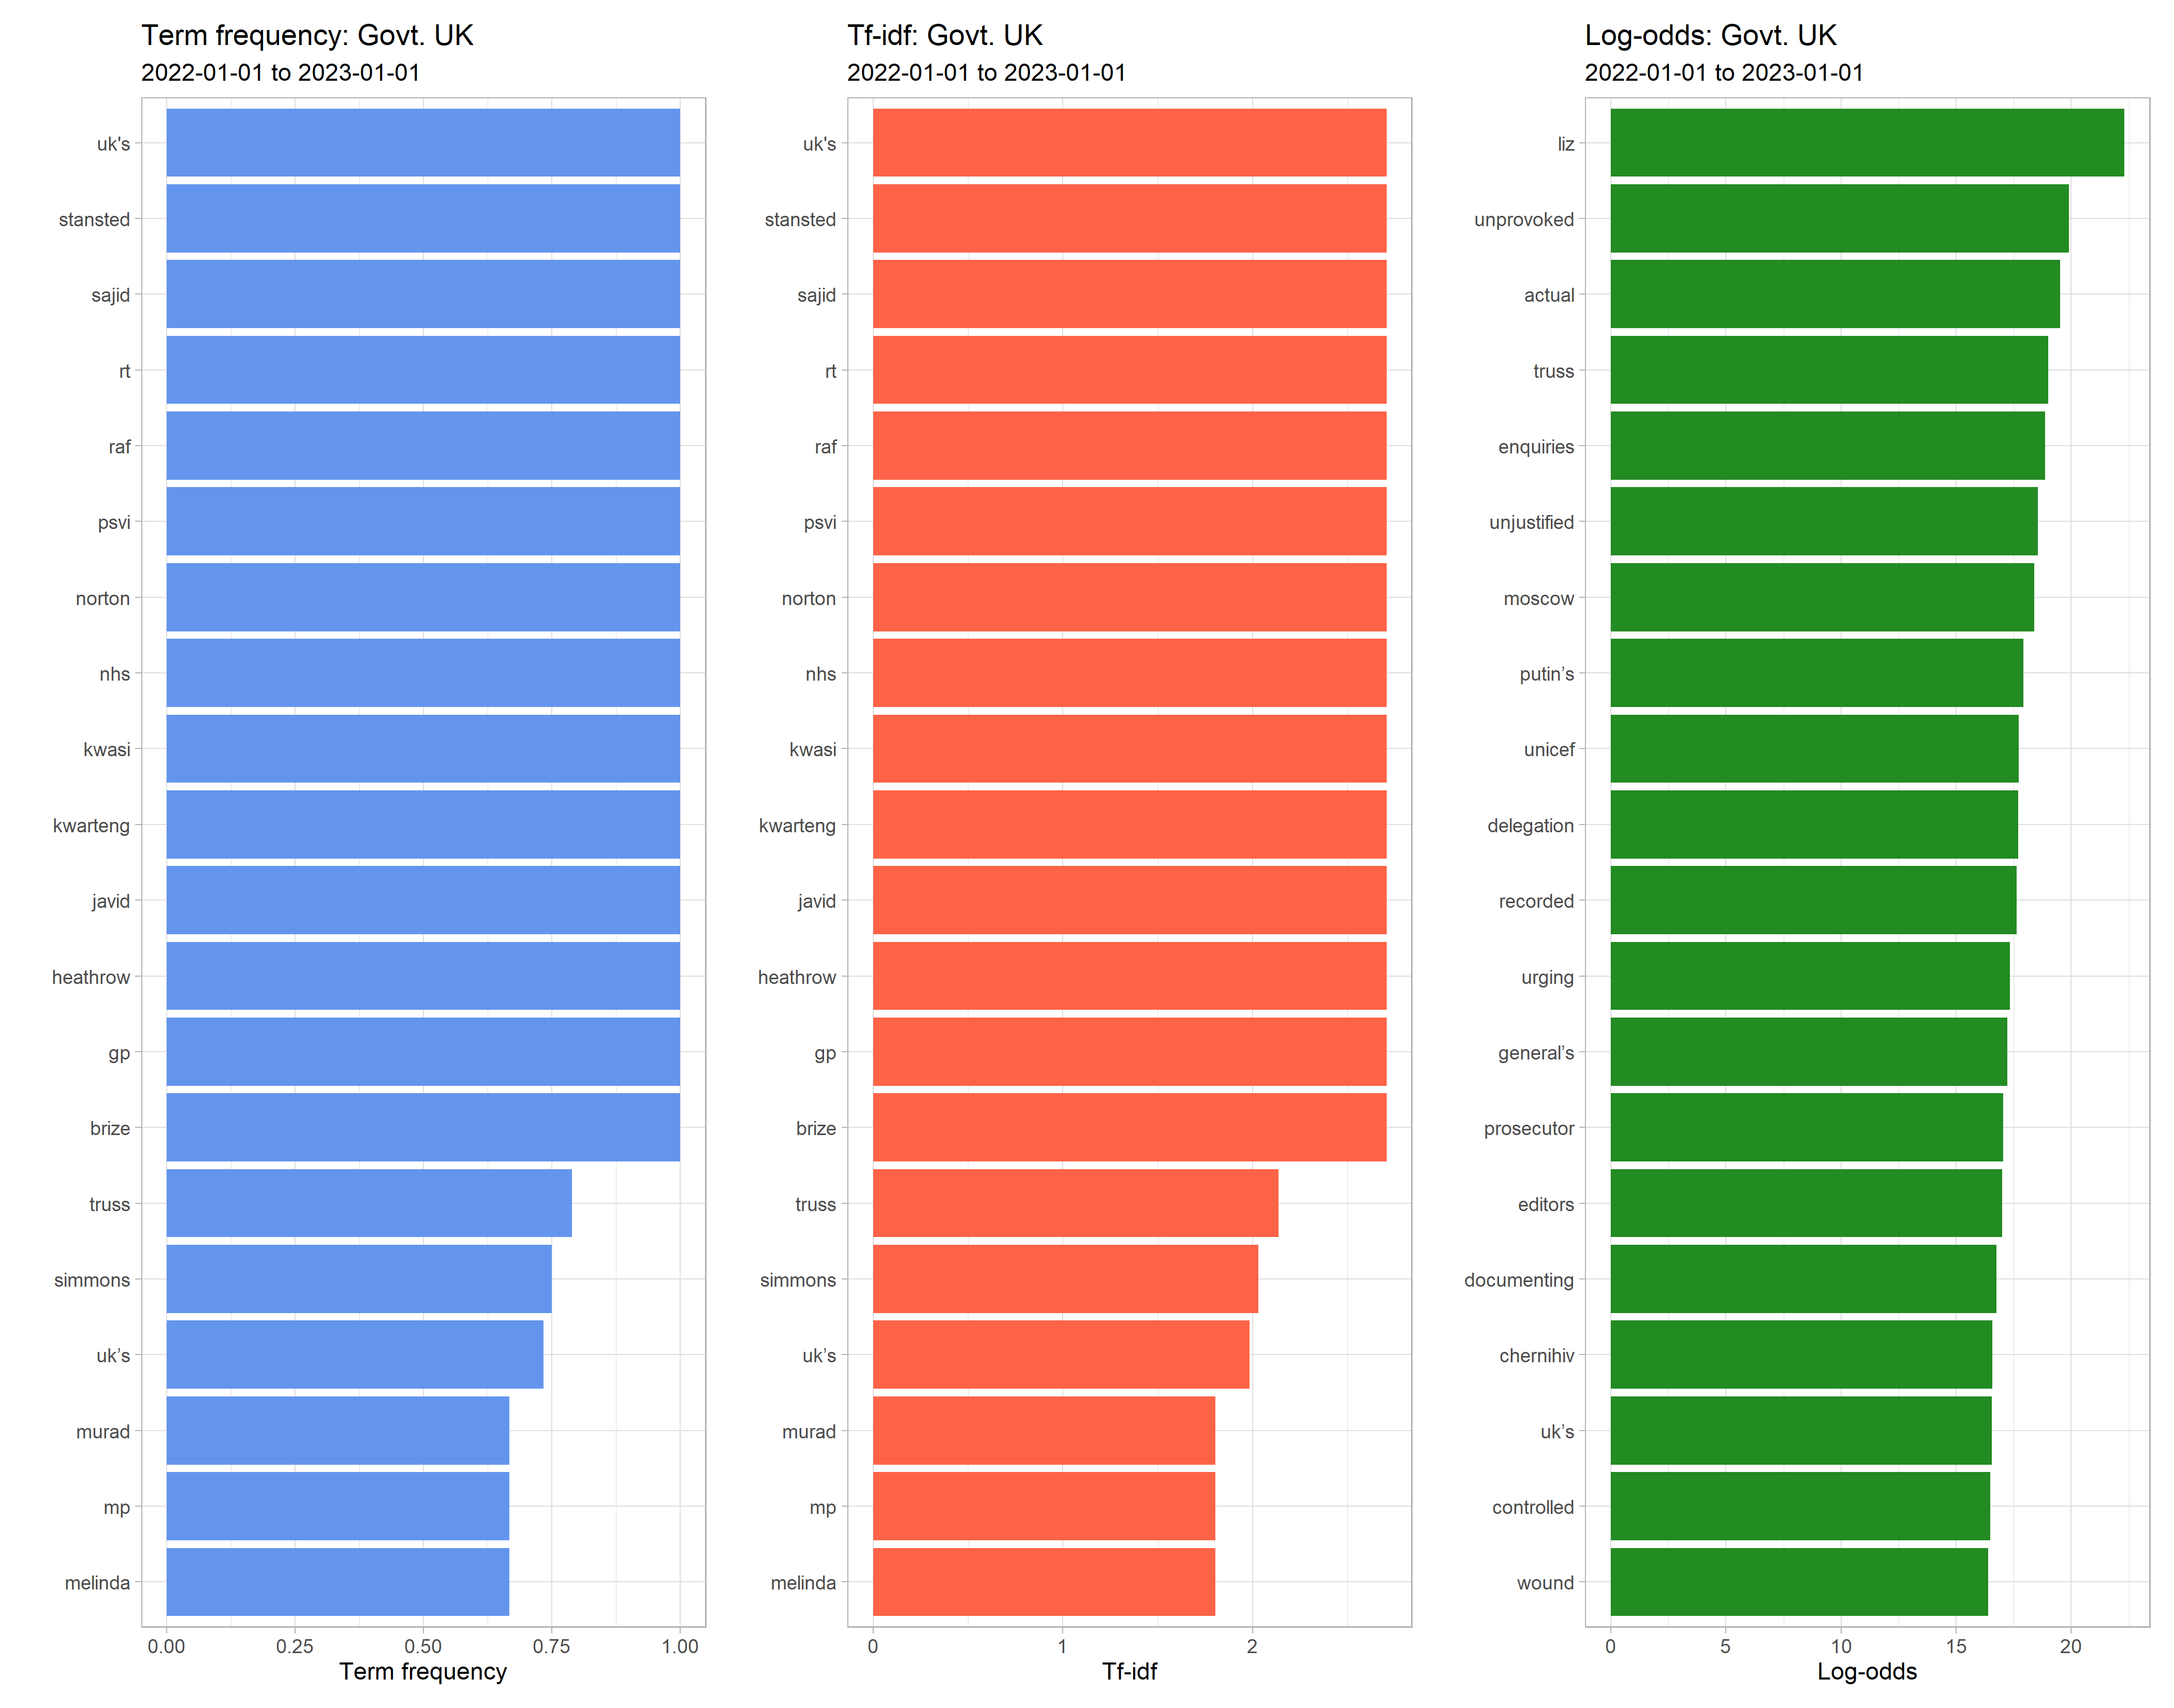 Term frequency: Govt. UK
2022-01-01 to 2023-01-01
uk's
stansted
sajid
rt
raf
psvi
norton
nhs
kwasi
kwarteng
javid
heathrow
gp
brize
truss
simmons
uk’s
murad
mp
melinda
0.00 0.25 0.50 0.75 1.00
Term frequency
Tf-idf: Govt. UK
2022-01-01 to 2023-01-01
uk's
stansted
sajid
rt
raf
psvi
norton
nhs
kwasi
kwarteng
javid
heathrow
gp
brize
truss
simmons
uk’s
murad
mp
melinda
0 1 2
Tf-idf
Log-odds: Govt. UK
2022-01-01 to 2023-01-01
liz
unprovoked
actual
truss
enquiries
unjustified
moscow
putin’s
unicef
delegation
recorded
urging
general’s
prosecutor
editors
documenting
chernihiv
uk’s
controlled
wound
0 5 10 15 20
Log-odds